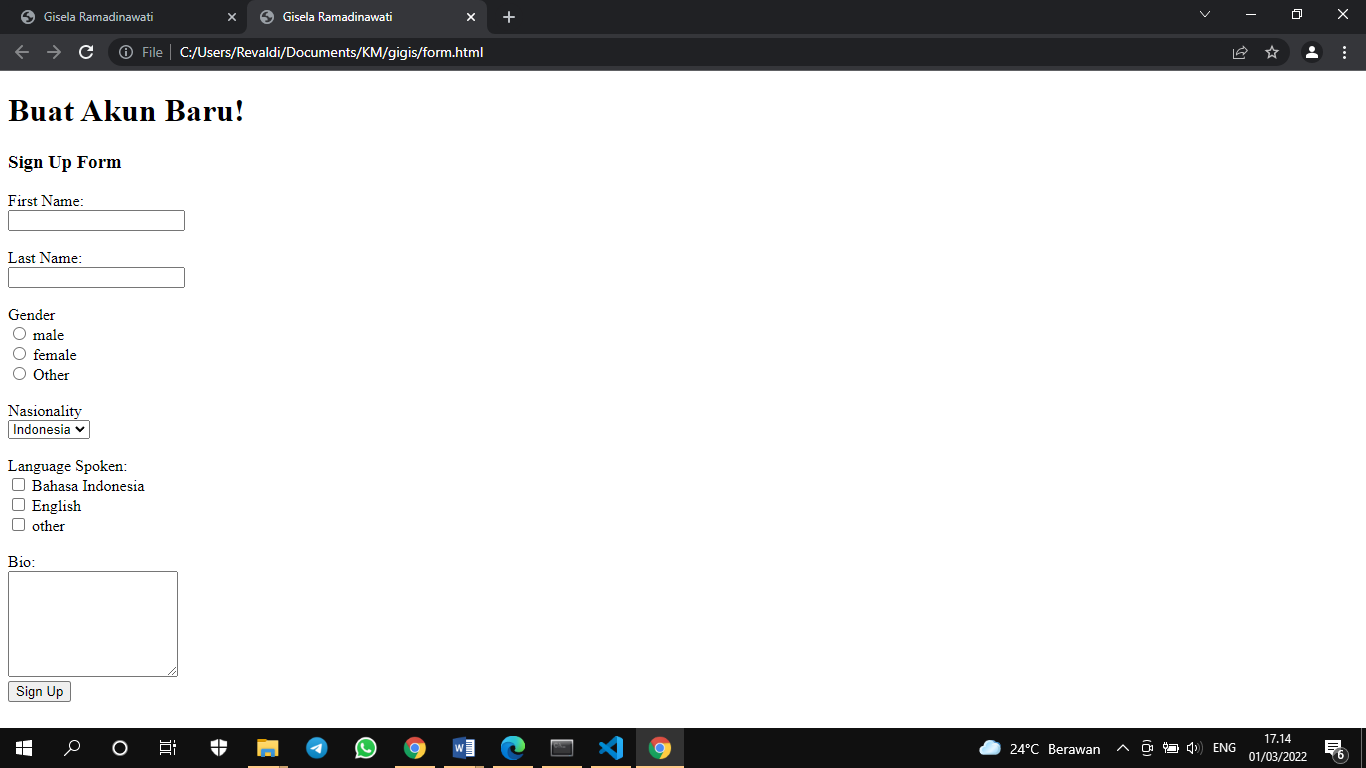 Gisela Ramadinawati
Gisela Ramadinawati
File
C:/Users/Revaldi/Documents/KM/gigis/form.html
Buat Akun Baru!
Sign Up Form
First Name:
Last Name:
Gender
male
female
Other
Nasionality
Indonesia
Language Spoken:
Bahasa Indonesia
English
other
Bio:
Sign Up
24°C Berawan
ENG
17.14
01/03/2022
6